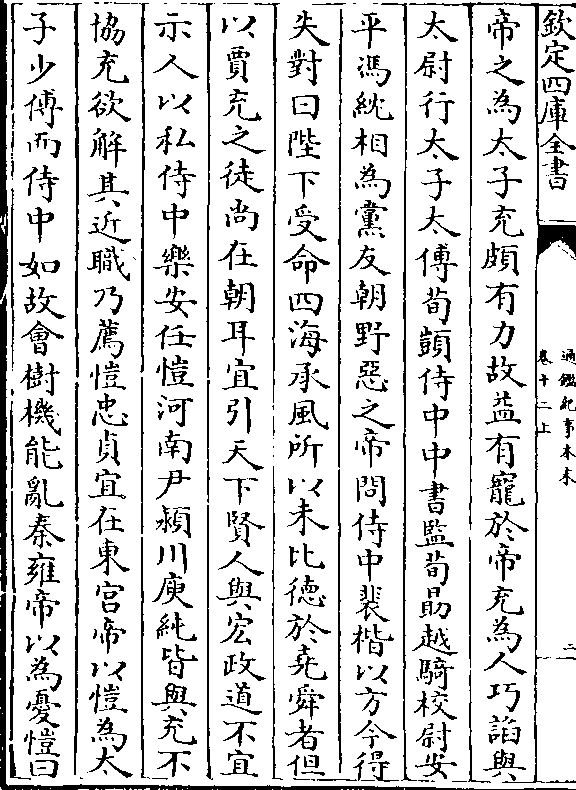 欽定四庫全書
通鑑紀事本末
卷十二上
二
帝之為太子充頗有力故益有寵於帝充為人巧諂與
太尉行太子太傅荀顗侍中中書監荀勗越騎校尉安
平馮紞相為黨友朝野惡之帝問侍中裴楷以方今得
失對曰陛下受命四海承風所以未比德於堯舜者但
以賈充之徒尚在朝耳宜引天下賢人與宏政道不宜
示人以私侍中樂安任愷河南尹潁川庾純皆與充不
協充欲解其近職乃薦愷忠貞宜在東宮帝以愷為太
子少傅而侍中如故會樹機能亂秦雍帝以為憂愷曰